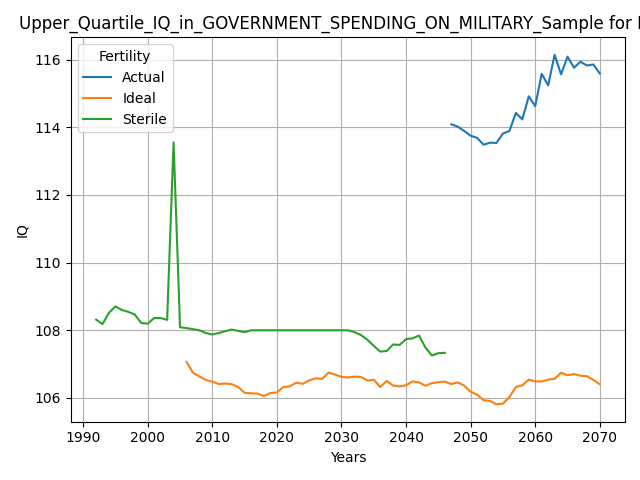 Upper_Quartile_IQ_in_GOVERNMENT_SPENDING_ON_MILITARY_Sample for
Fertility
Actual
Ideal
Sterile
116
114
112
110
108
106
IQ
1990 2000 2010 2020 2030 2040 2050 2060 2070
Years